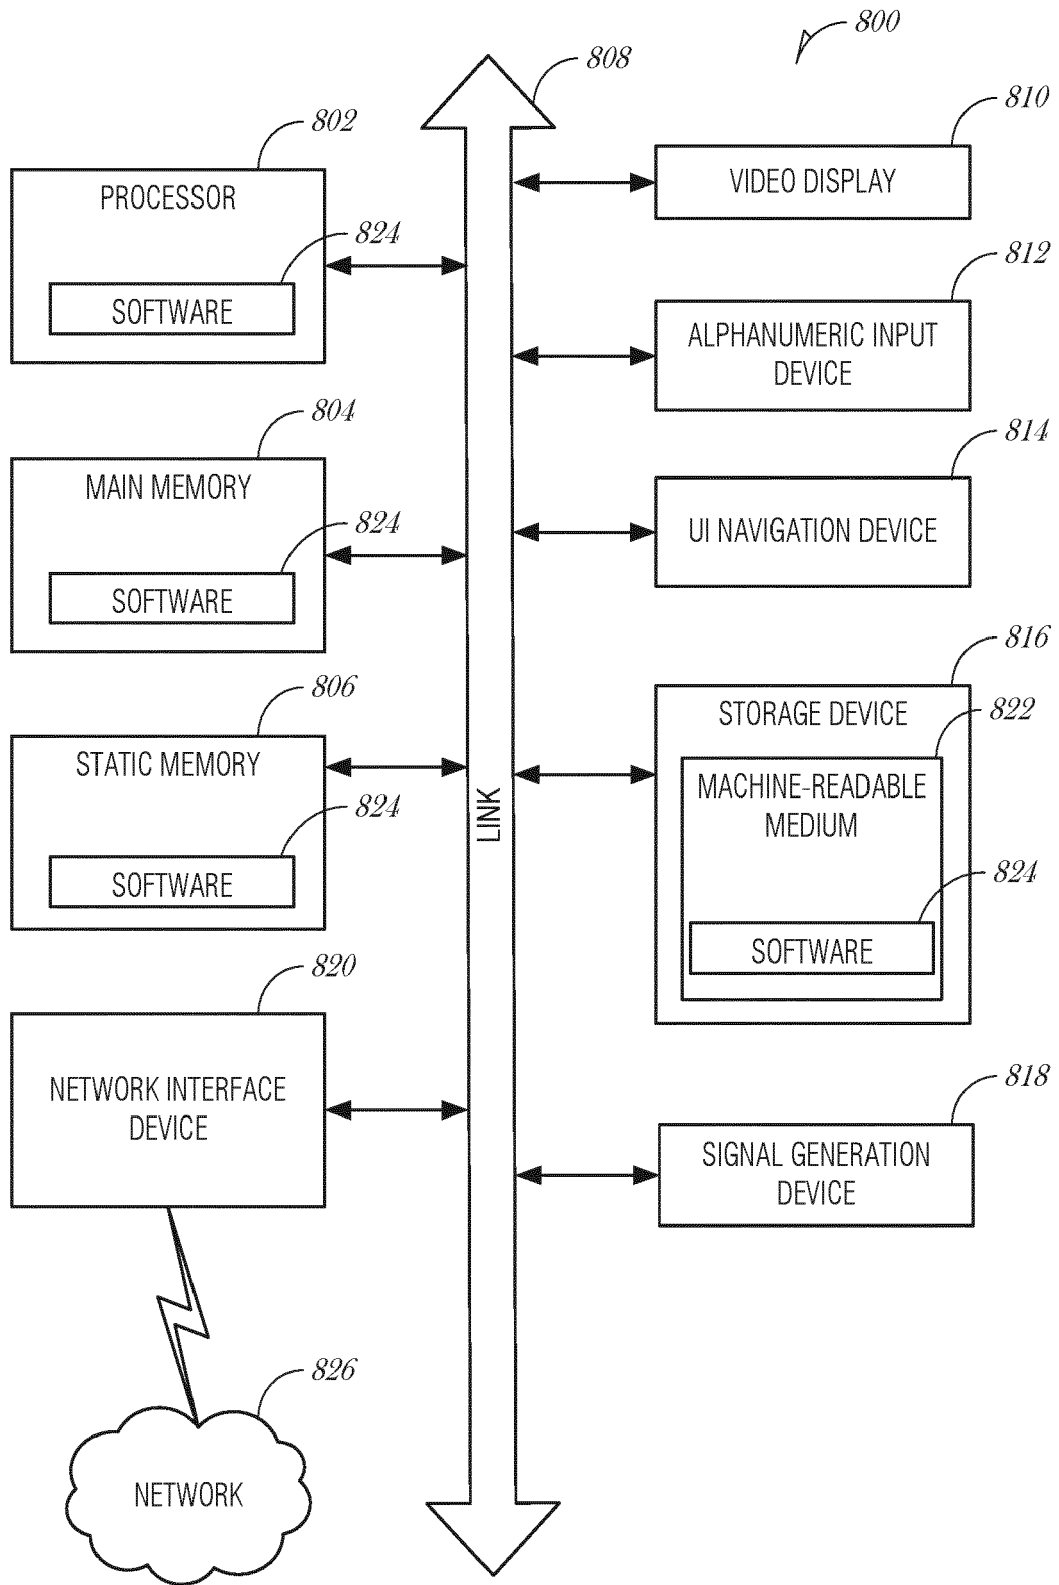 800
808
802
PROCESSOR
824
SOFTWARE
804
MAIN MEMORY
824
SOFTWARE
806
STATIC MEMORY
824
SOFTWARE
820
NETWORK INTERFACE
DEVICE
826
NETWORK
LINK
810
VIDEO DISPLAY
812
ALPHANUMERIC INPUT
DEVICE
814
UI NAVIGATION DEVICE
816
STORAGE DEVICE
822
MACHINE-READABLE
MEDIUM
824
SOFTWARE
818
SIGNAL GENERATION
DEVICE